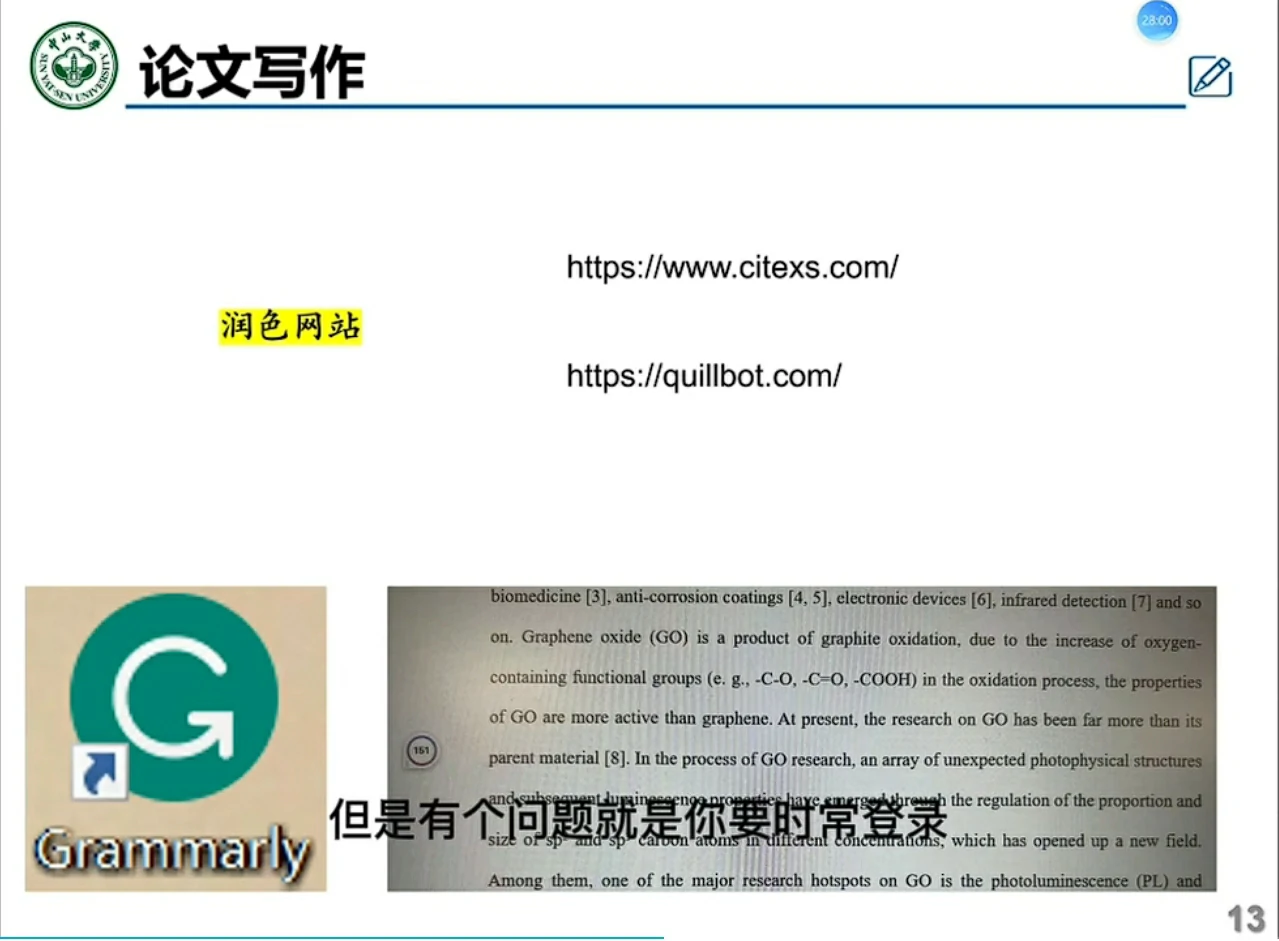 中山大学
SUN YAT-SEN UNIVERSITY
论文写作
23:00
https://www.citexs.com/
润色网站
https://quillbot.com/
Grammarly
biomedicine [3], anti-corrosion coatings [4, 5], electronic devices [6], infrared detection [7] and so
on. Graphene oxide (GO) is a product of graphite oxidation, due to the increase of oxygen-
containing functional groups (e. g., -C-O, -C=O, -COOH) in the oxidation process, the properties
of GO are more active than graphene. At present, the research on GO has been far more than its
151
parent material [8]. In the process of GO research, an array of unexpected photophysical structures
and subsequent luminescence properties have emerged through the regulation of the proportion and
但是有个问题就是你要时常登录
size of sp and sp carbon atoms in different concentrations, which has opened up a new field.
Among them, one of the major research hotspots on GO is the photoluminescence (PL) and
13